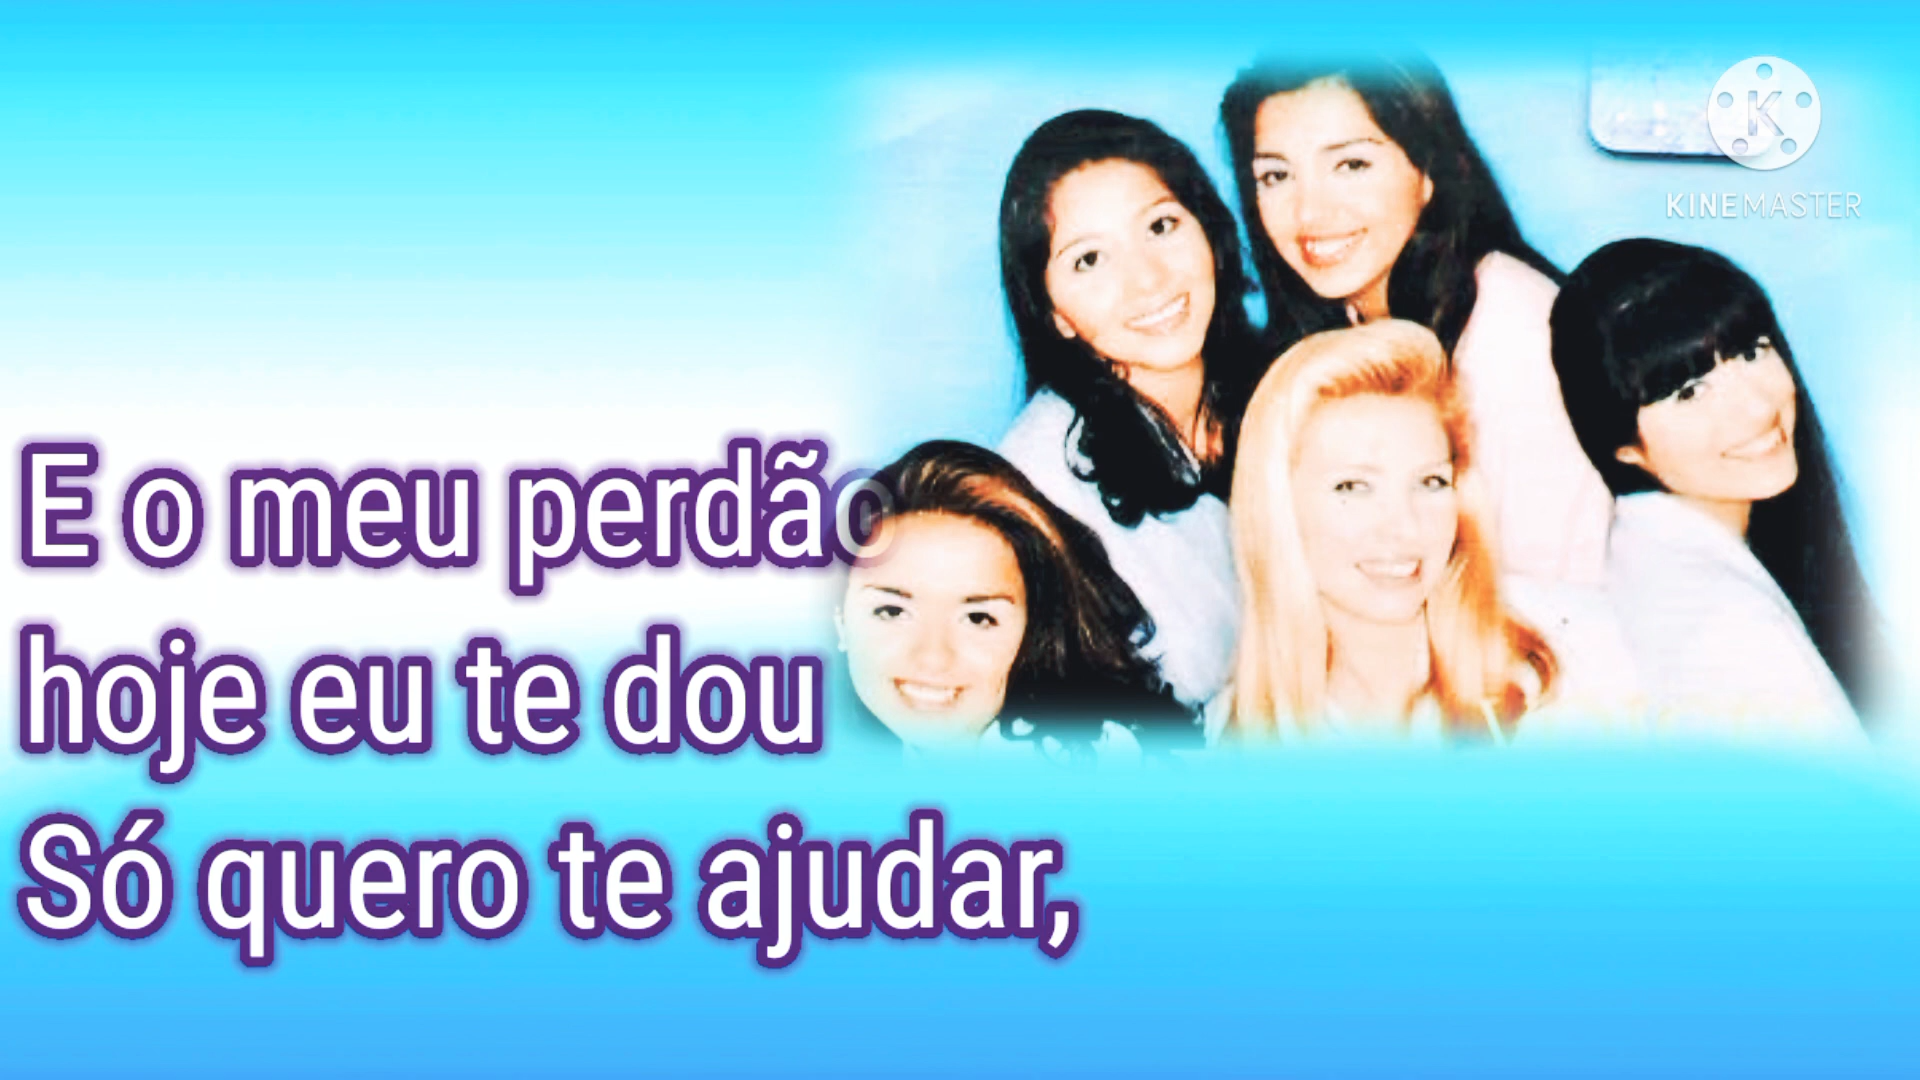 K
KINEMASTER
E o meu perdão
hoje eu te dou
Só quero te ajudar,